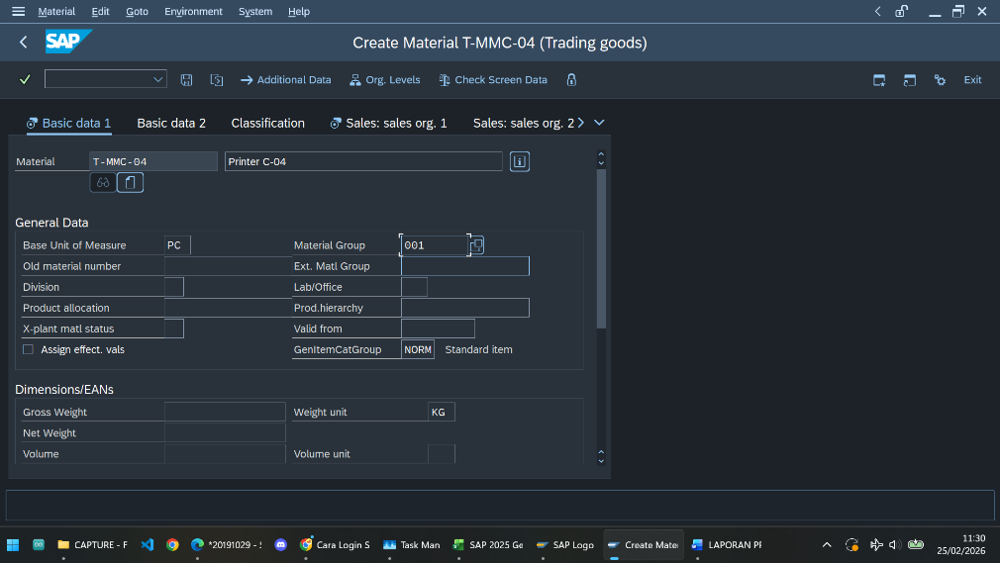 Material Edit Goto Environment System Help
SAP Create Material T-MMC-04 (Trading goods)
Additional Data Org. Levels Check Screen Data Exit
Basic data 1 Basic data 2 Classification Sales: sales org. 1 Sales: sales org. 2
Material T-MMC-04 Printer C-04
General Data
Base Unit of Measure PC Material Group 001
Old material number Ext. Matl Group
Division Lab/Office
Product allocation Prod.hierarchy
X-plant matl status Valid from
Assign effect. vals GenItemCatGroup NORM Standard item
Dimensions/EANs
Gross Weight Weight unit KG
Net Weight
Volume Volume unit
CAPTURE - F *20191029 - S Cara Login S Task Man SAP 2025 Ge SAP Logo Create Mate LAPORAN PR 11:30
25/02/2026